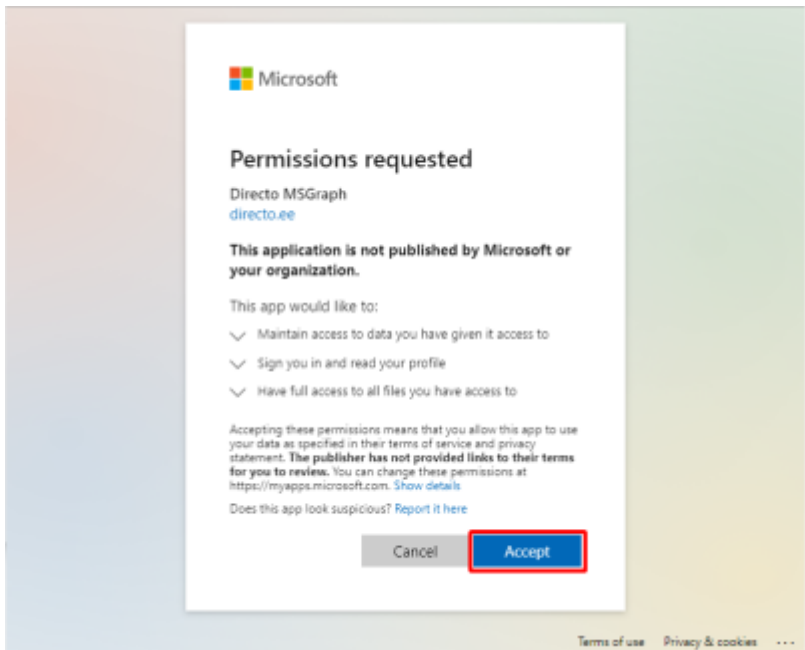 Microsoft
Permissions requested
Directo MSGraph
directo.ee
This application is not published by Microsoft or
your organization.
This app would like to:
Maintain access to data you have given it access to
Sign you in and read your profile
Have full access to all files you have access to
Accepting these permissions means that you allow this app to use
your data as specified in their terms of service and privacy
statement. The publisher has not provided links to their terms
for you to review. You can change these permissions at
https://myapps.microsoft.com. Show details
Does this app look suspicious? Report it here
Cancel Accept
Terms of use Privacy & cookies ...